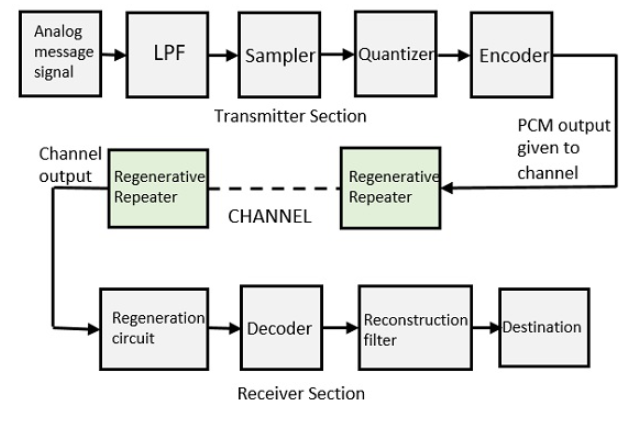 Analog
message
signal
LPF
Sampler
Quantizer
Encoder
Transmitter Section
PCM output
given to
channel
Channel
output
Regenerative
Repeater
CHANNEL
Regenerative
Repeater
Regeneration
circuit
Decoder
Reconstruction
filter
Destination
Receiver Section